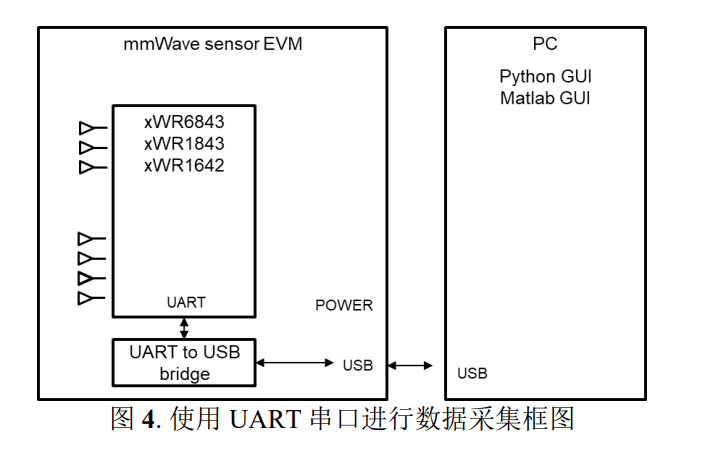 mmWave sensor EVM
xWR6843
xWR1843
xWR1642
UART
UART to USB
bridge
POWER
USB
PC
Python GUI
Matlab GUI
USB
图 4. 使用 UART 串口进行数据采集框图